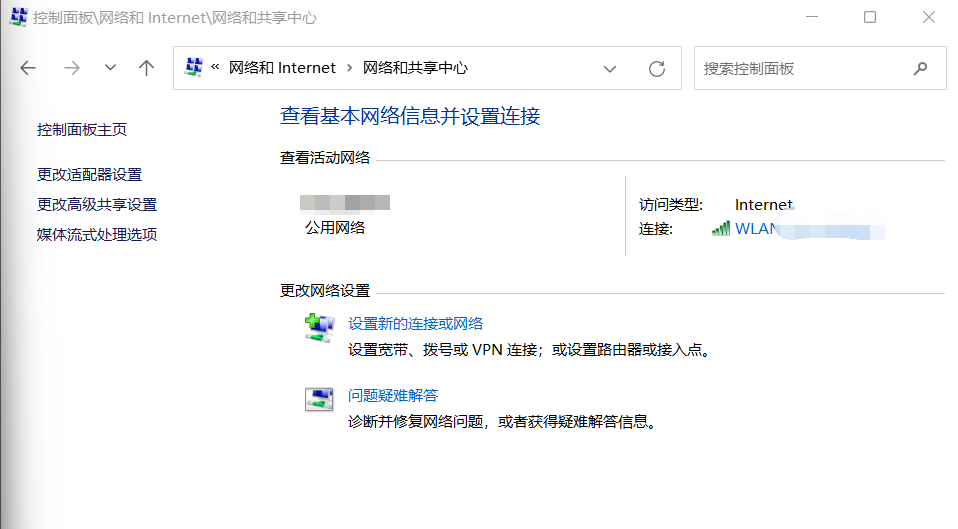 控制面板\网络和 Internet\网络和共享中心
« 网络和 Internet › 网络和共享中心
搜索控制面板
控制面板主页
更改适配器设置
更改高级共享设置
媒体流式处理选项
查看基本网络信息并设置连接
查看活动网络
公用网络
访问类型: Internet
连接: WLAN
更改网络设置
设置新的连接或网络
设置宽带、拨号或 VPN 连接；或设置路由器或接入点。
问题疑难解答
诊断并修复网络问题，或者获得疑难解答信息。